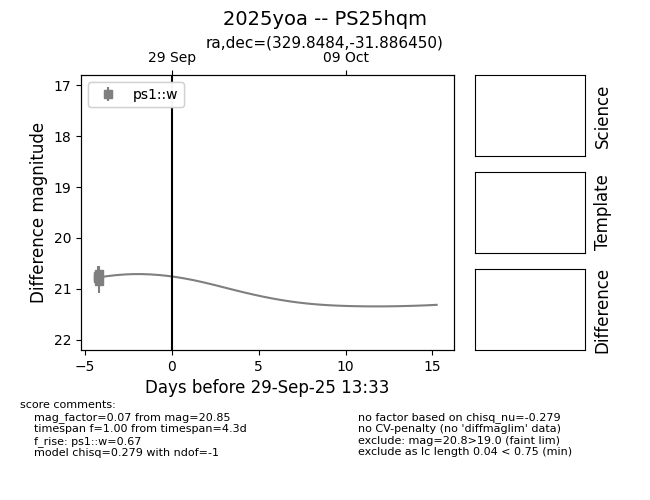 2025yoa -- PS25hqm
ra,dec=(329.8484,-31.886450)
29 Sep
09 Oct
ps1::w
17
18
19
20
21
22
Difference magnitude
−5
0
5
10
15
Days before 29-Sep-25 13:33
Science
Template
Difference
score comments:
mag_factor=0.07 from mag=20.85
timespan f=1.00 from timespan=4.3d
f_rise: ps1::w=0.67
model chisq=0.279 with ndof=-1
no factor based on chisq_nu=-0.279
no CV-penalty (no 'diffmaglim' data)
exclude: mag=20.8>19.0 (faint lim)
exclude as lc length 0.04 < 0.75 (min)